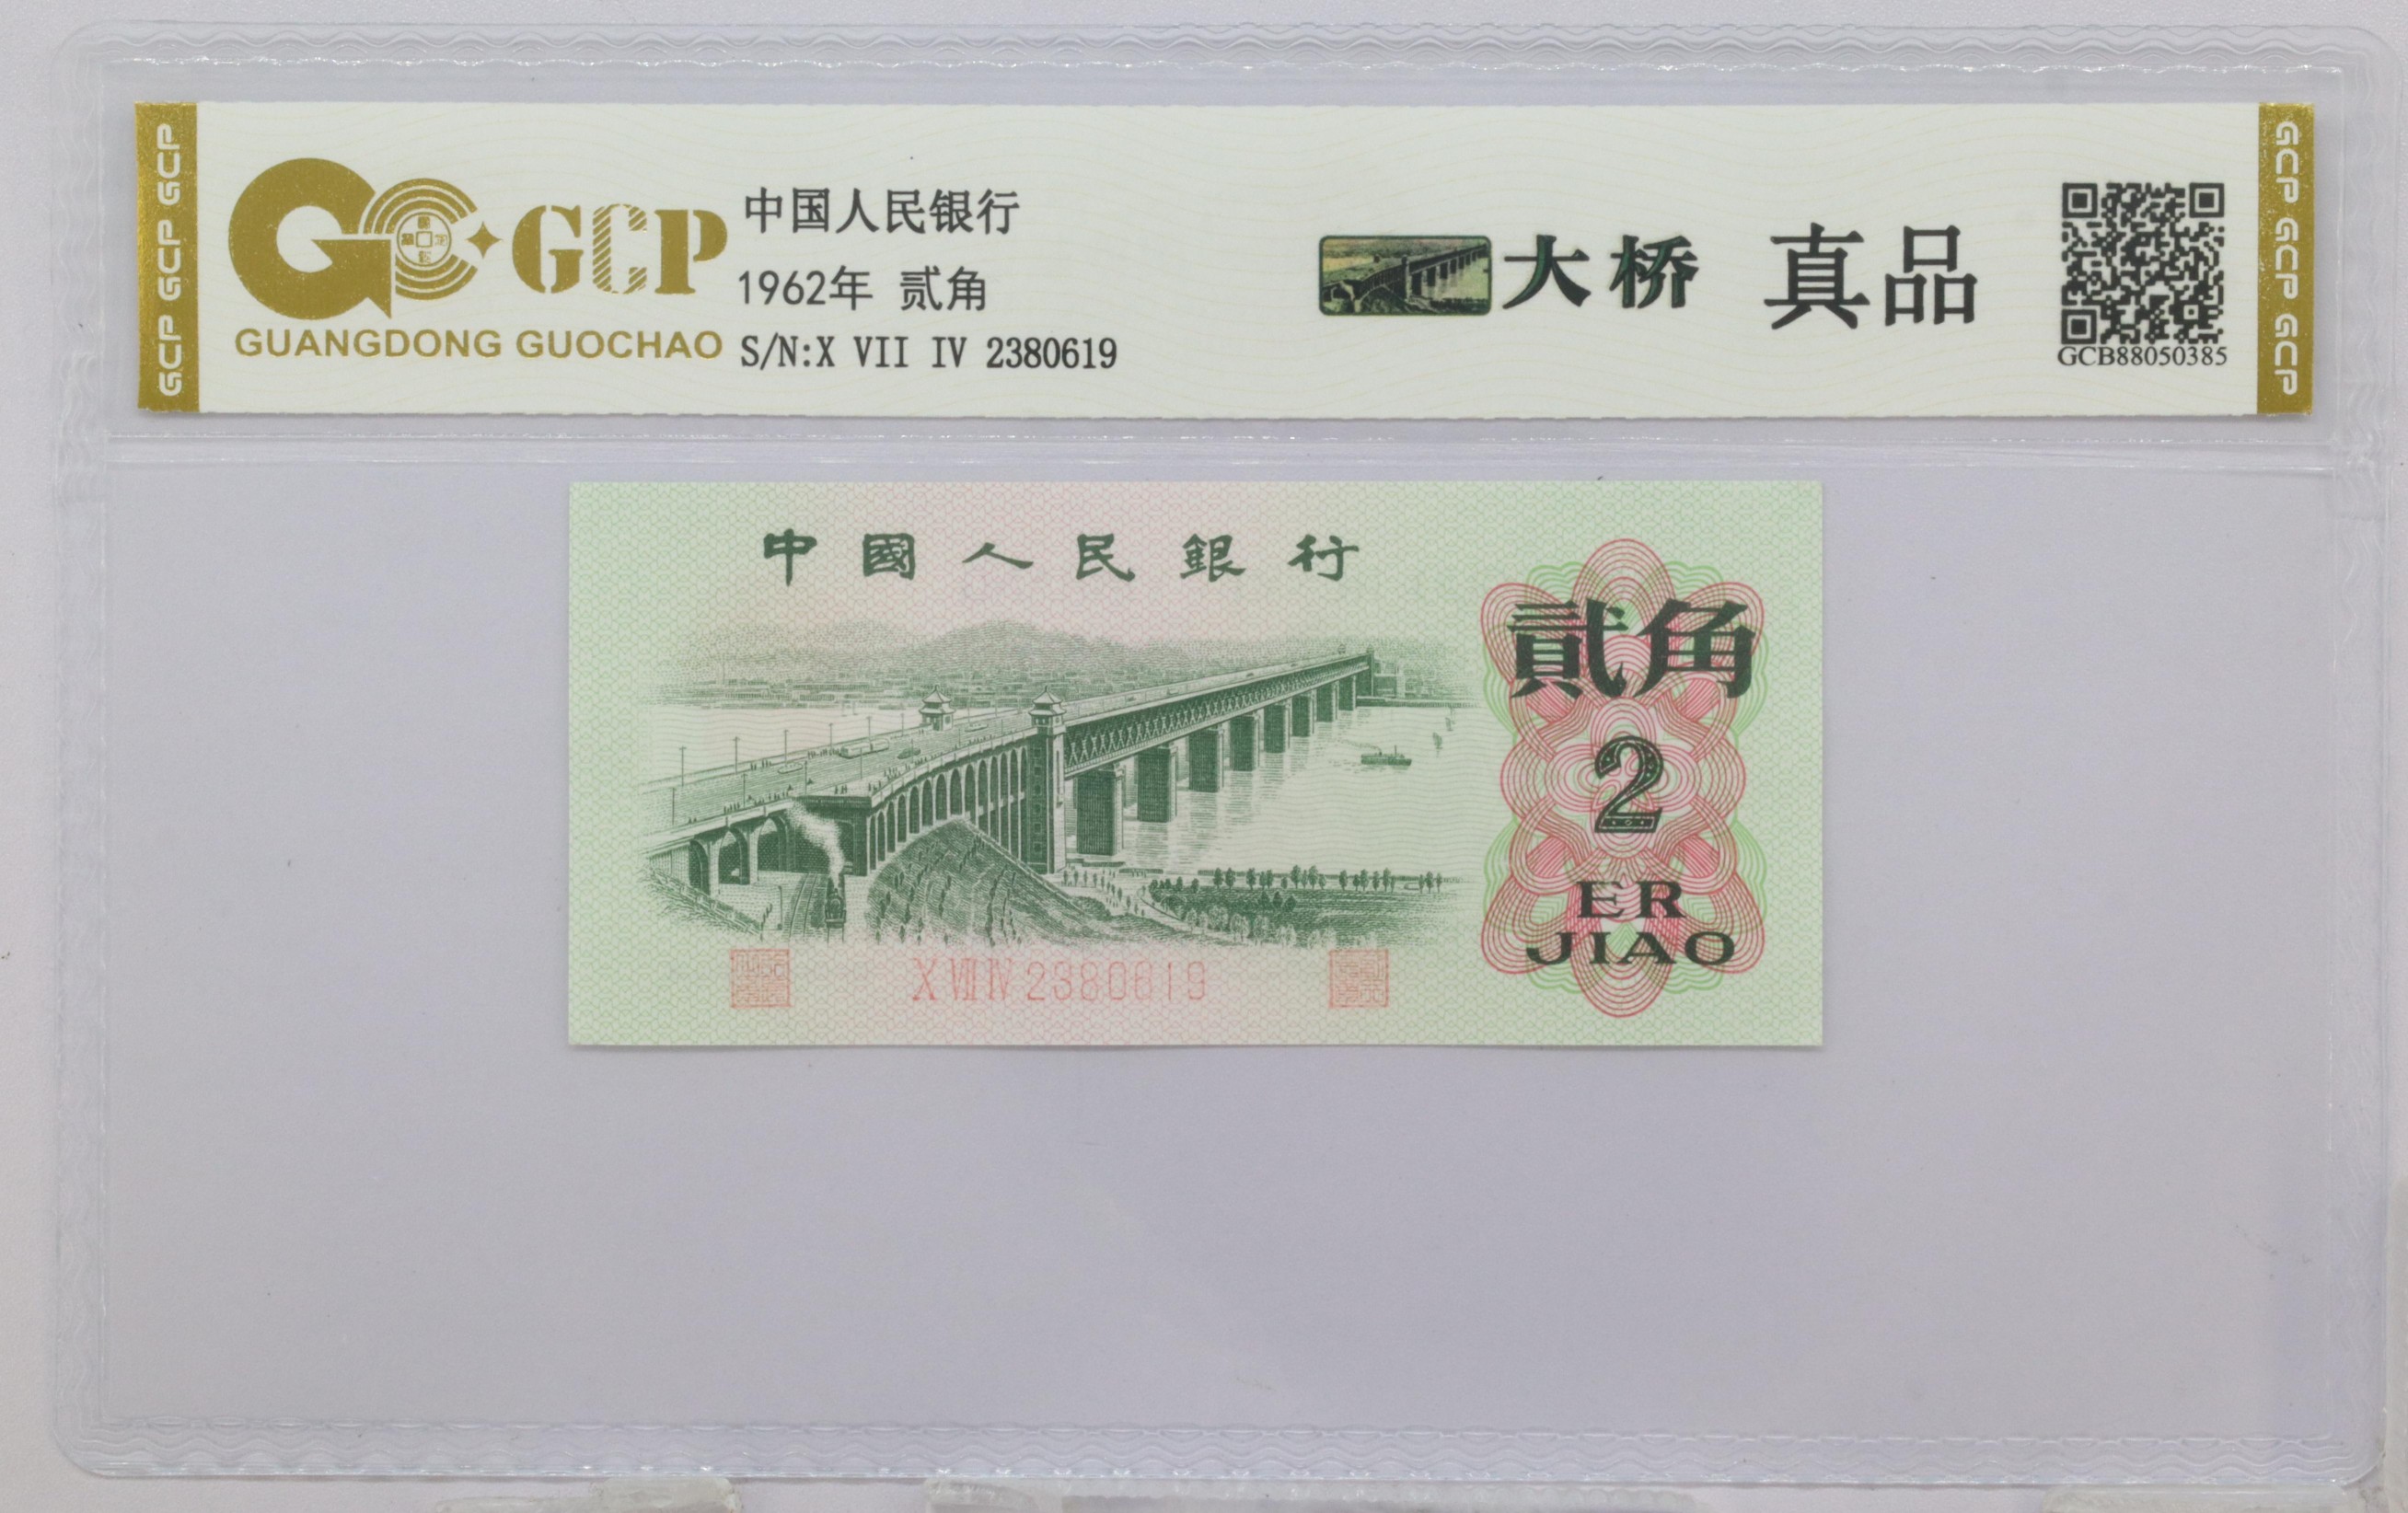 GCP GCP GCP
GCP
GUANGDONG GUOCHAO
中国人民银行
1962年 贰角
S/N:X VII IV 2380619
大桥
真品
GCB88050385
GCP GCP GCP
中國人民銀行
貳角
2
ER
JIAO
X VII IV 2380619